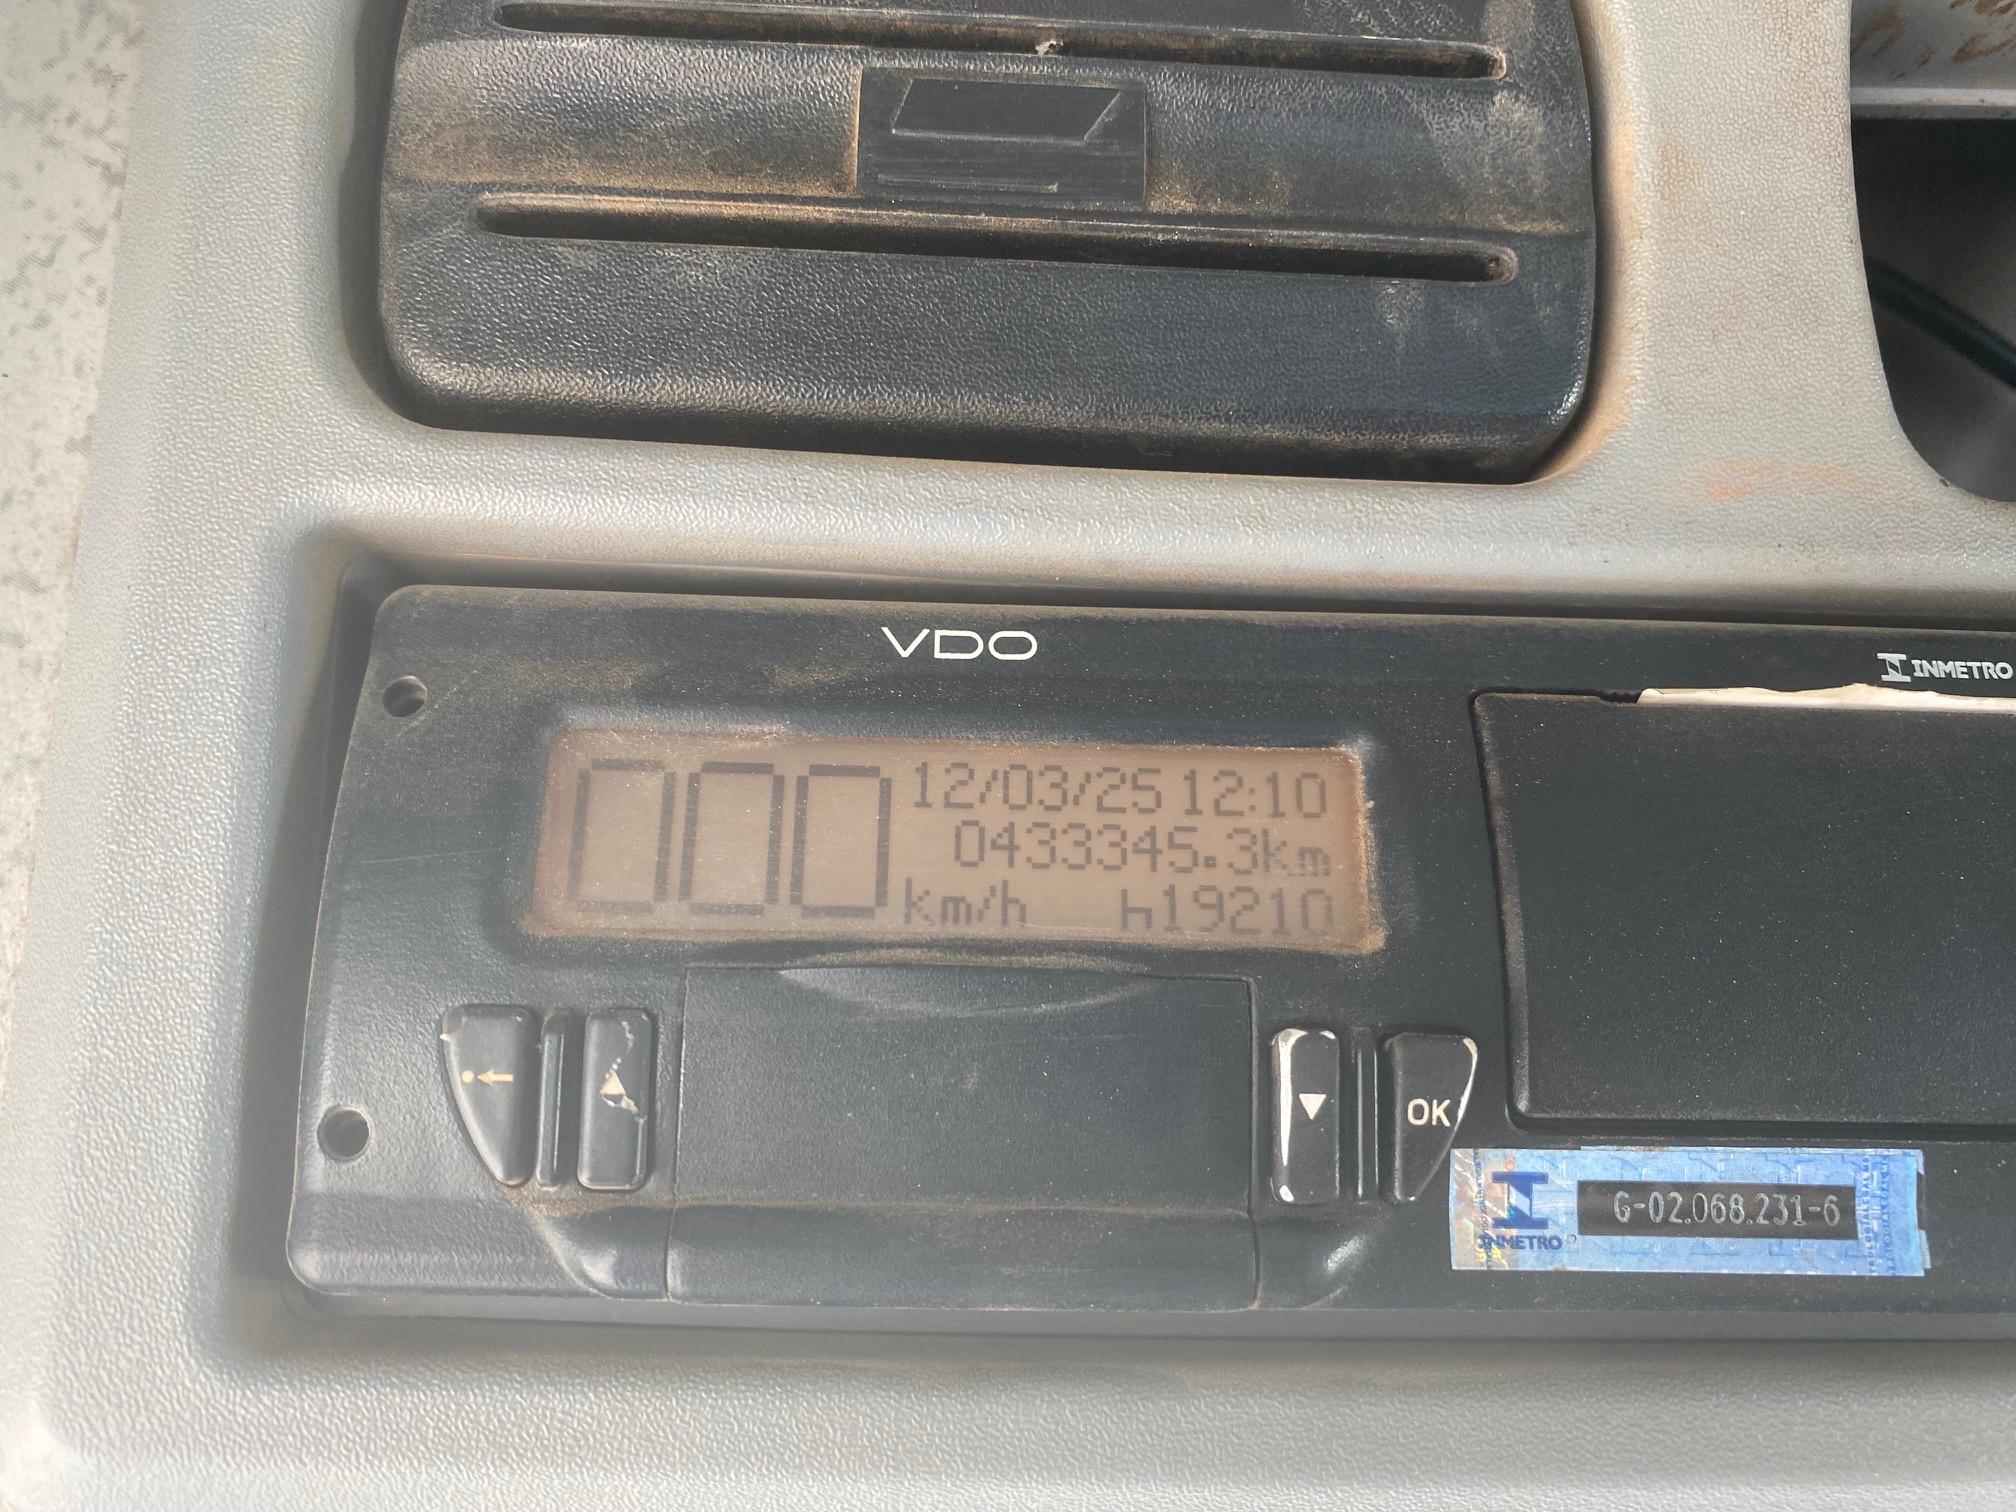 VDO
INMETRO
000
12/03/25 12:10
0433345.3km
km/h h19210
OK
INMETRO
G-02.068.231-6